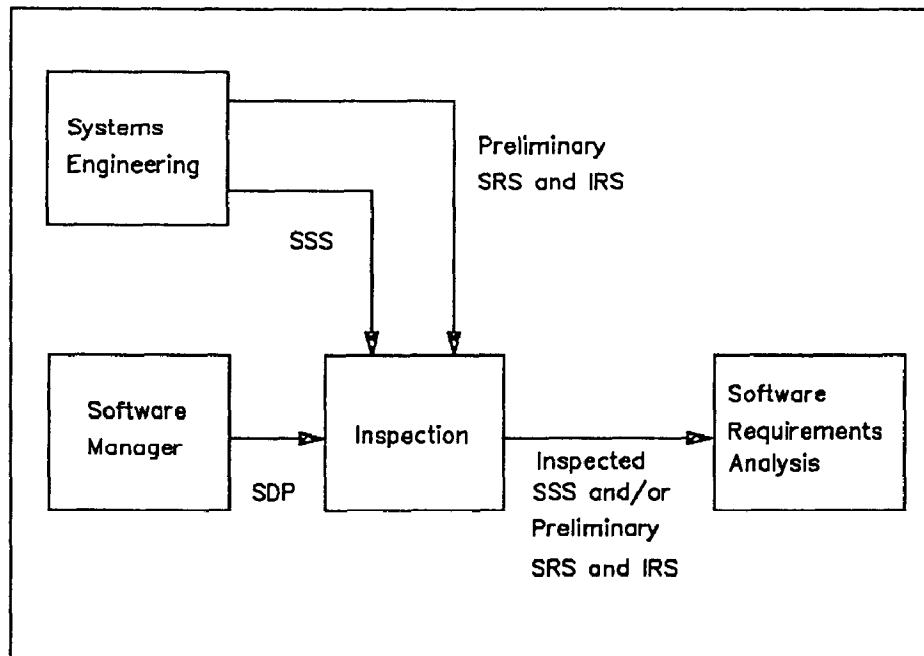 Systems
Engineering
Preliminary
SRS and IRS
SSS
Software
Manager
SDP
Inspection
Inspected
SSS and/or
Preliminary
SRS and IRS
Software
Requirements
Analysis